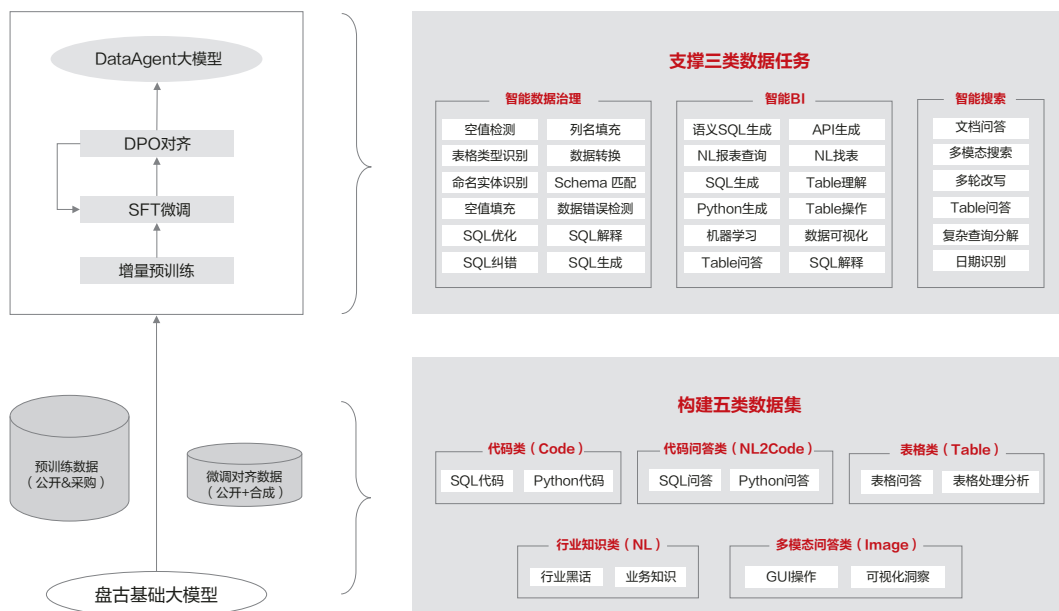 DataAgent大模型
DPO对齐
SFT微调
增量预训练
预训练数据
（公开&采购）
微调对齐数据
（公开+合成）
盘古基础大模型
支撑三类数据任务
智能数据治理
空值检测
列名填充
表格类型识别
数据转换
命名实体识别
Schema 匹配
空值填充
数据错误检测
SQL优化
SQL解释
SQL纠错
SQL生成
智能BI
语义SQL生成
API生成
NL报表查询
NL找表
SQL生成
Table理解
Python生成
Table操作
机器学习
数据可视化
Table问答
SQL解释
智能搜索
文档问答
多模态搜索
多轮改写
Table问答
复杂查询分解
日期识别
构建五类数据集
代码类（Code）
SQL代码
Python代码
代码问答类（NL2Code）
SQL问答
Python问答
表格类（Table）
表格问答
表格处理分析
行业知识类（NL）
行业黑话
业务知识
多模态问答类（Image）
GUI操作
可视化洞察